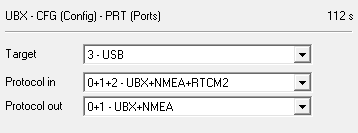 UBX - CFG (Config) - PRT (Ports) 112 s
Target 3 - USB
Protocol in 0+1+2 - UBX+NMEA+RTCM2
Protocol out 0+1 - UBX+NMEA